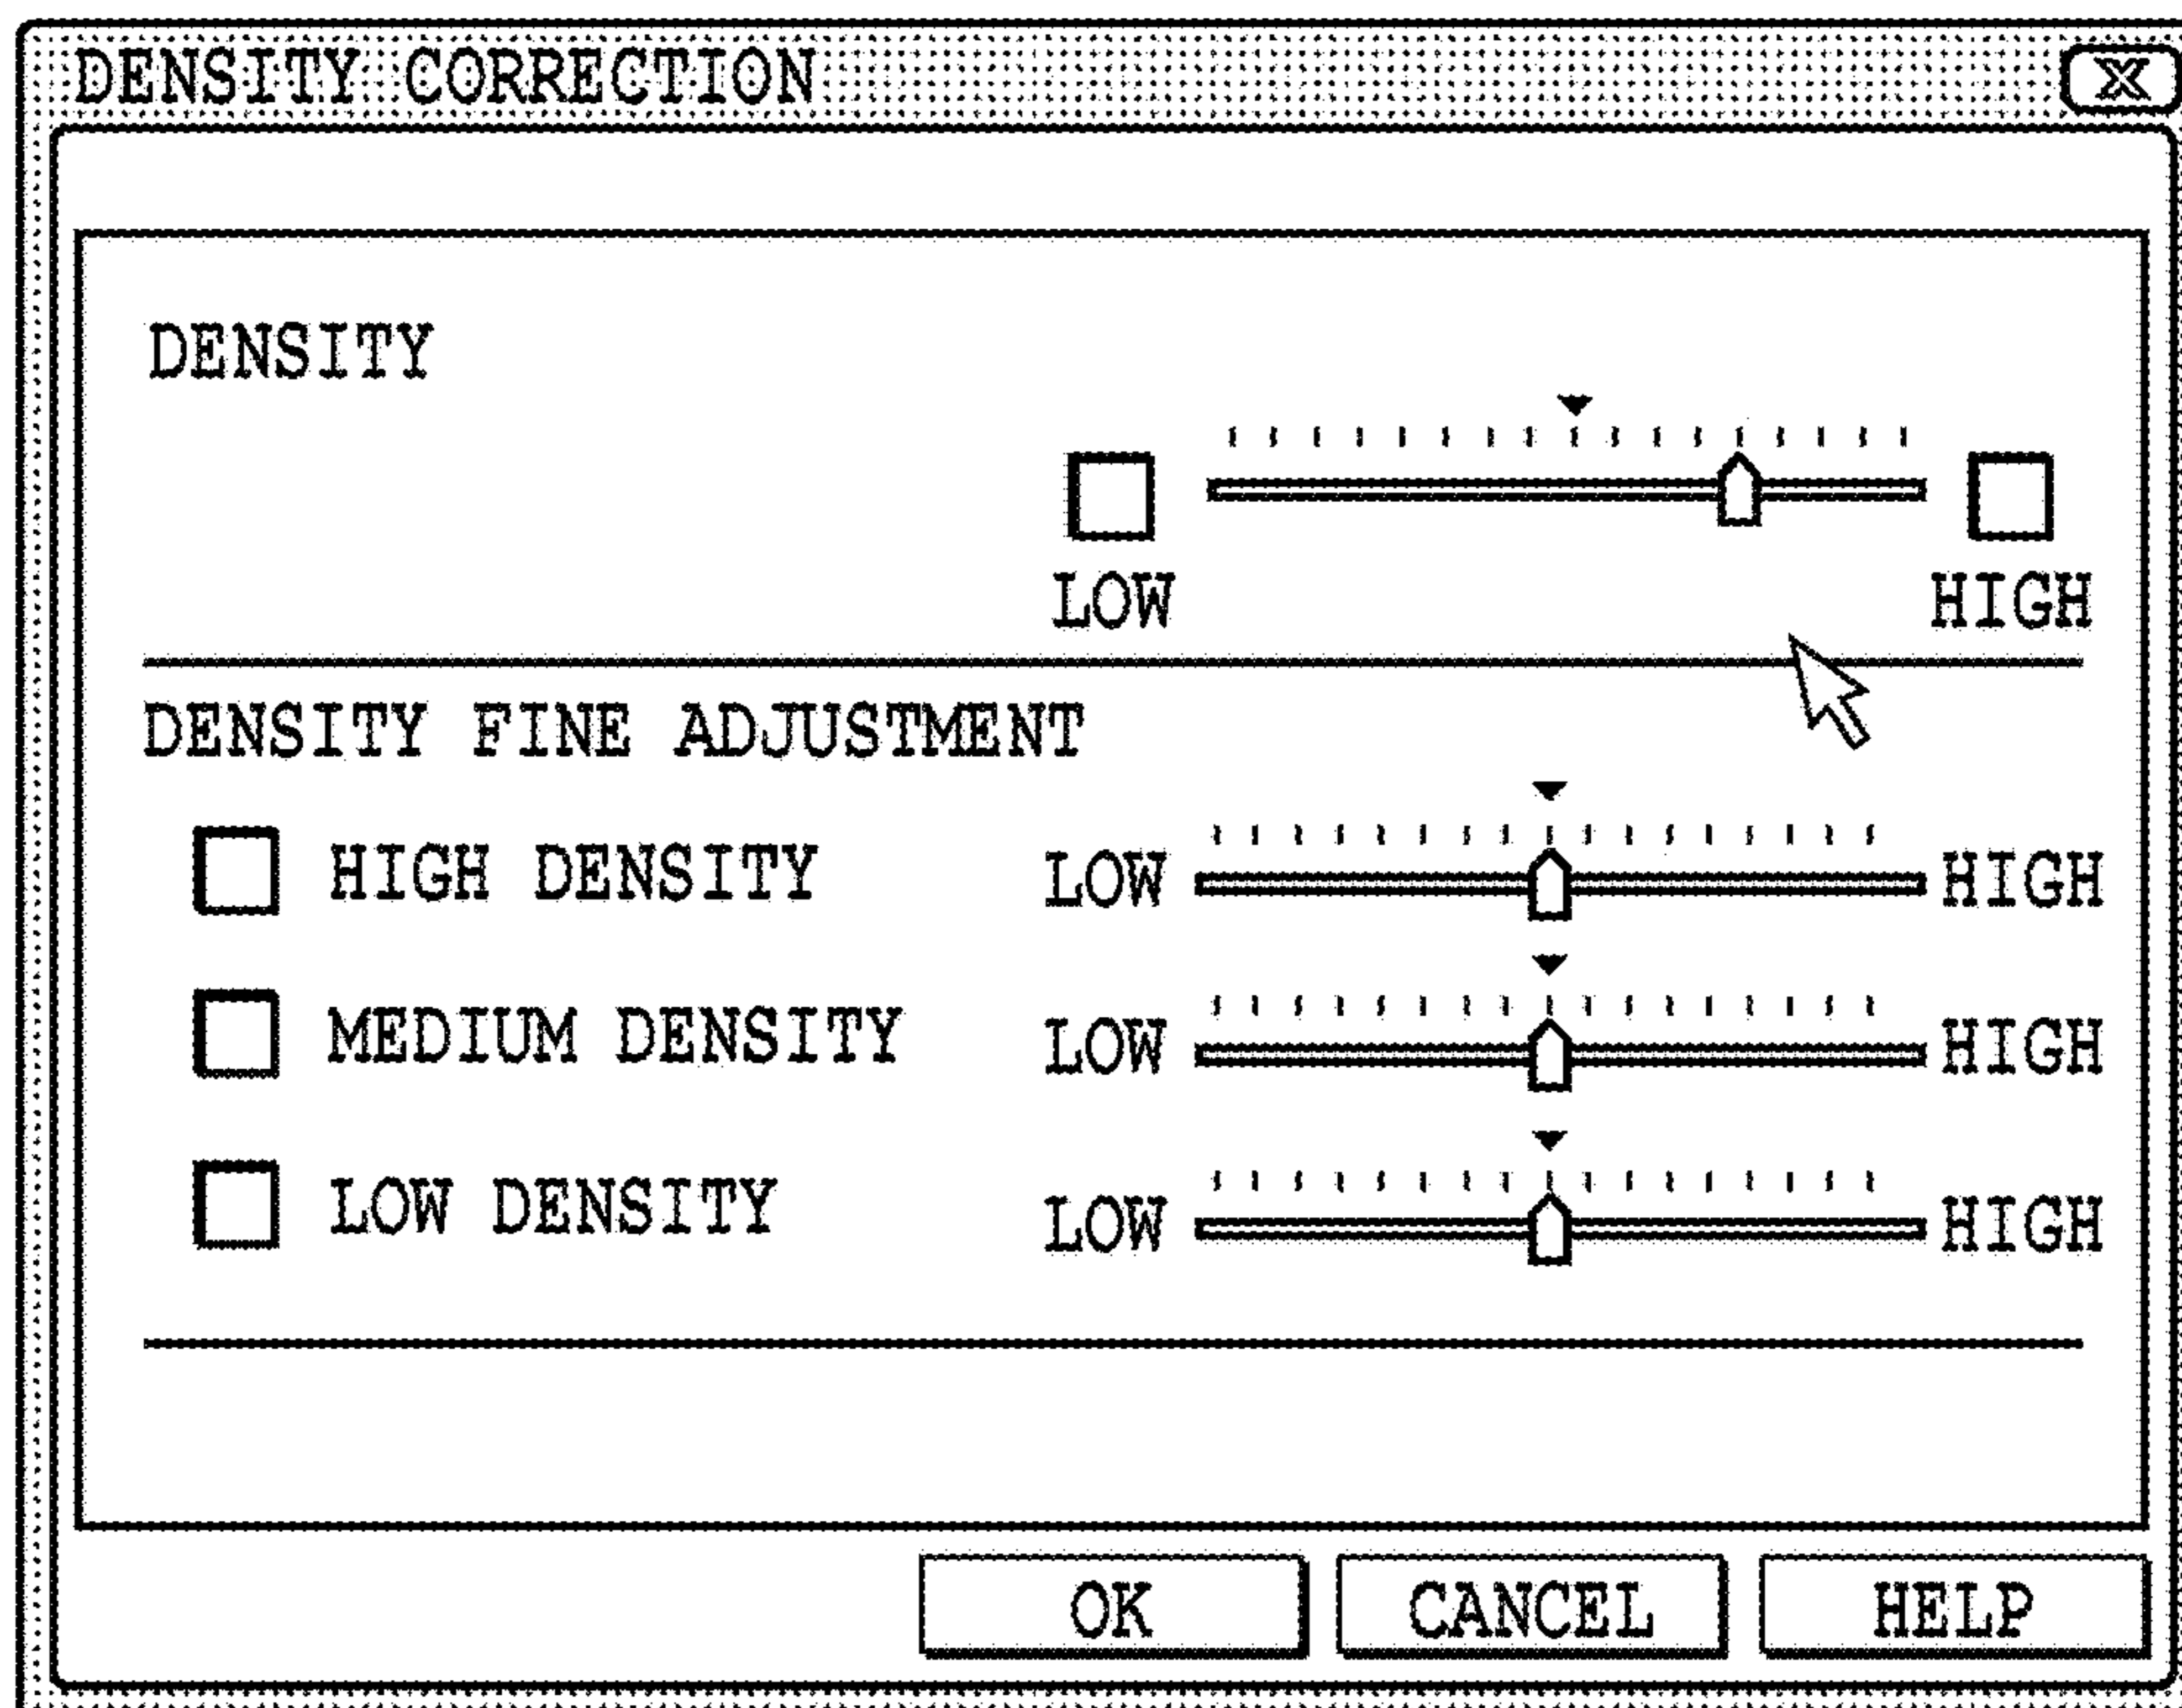 DENSITY CORRECTION X
DENSITY
LOW HIGH
DENSITY FINE ADJUSTMENT
HIGH DENSITY LOW HIGH
MEDIUM DENSITY LOW HIGH
LOW DENSITY LOW HIGH
OK CANCEL HELP